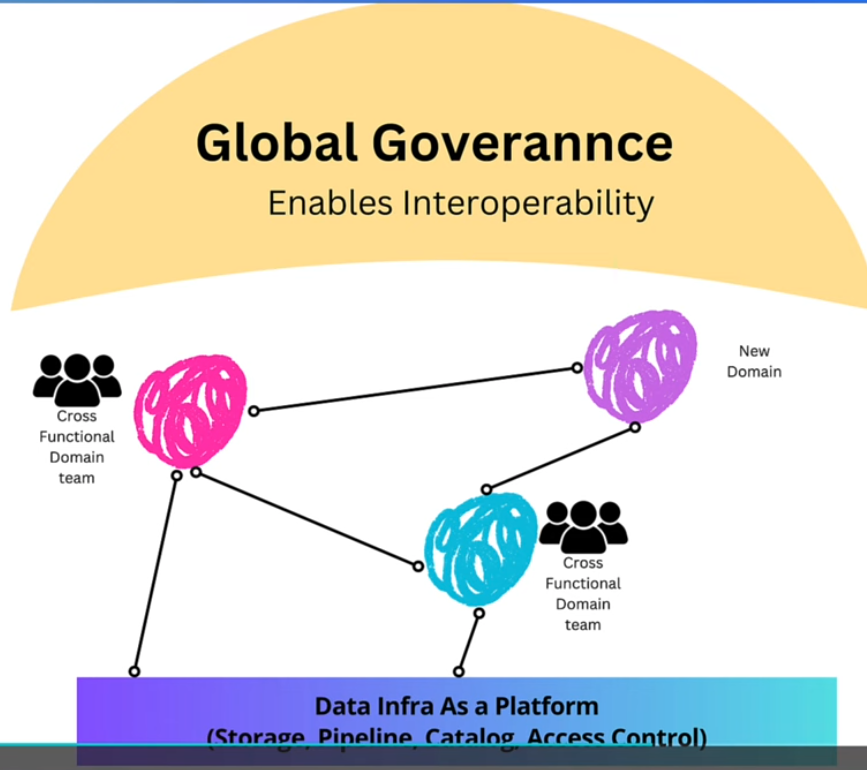 Global Goverannce
Enables Interoperability
New
Domain
Cross
Functional
Domain
team
Cross
Functional
Domain
team
Data Infra As a Platform
(Storage, Pipeline, Catalog, Access Control)